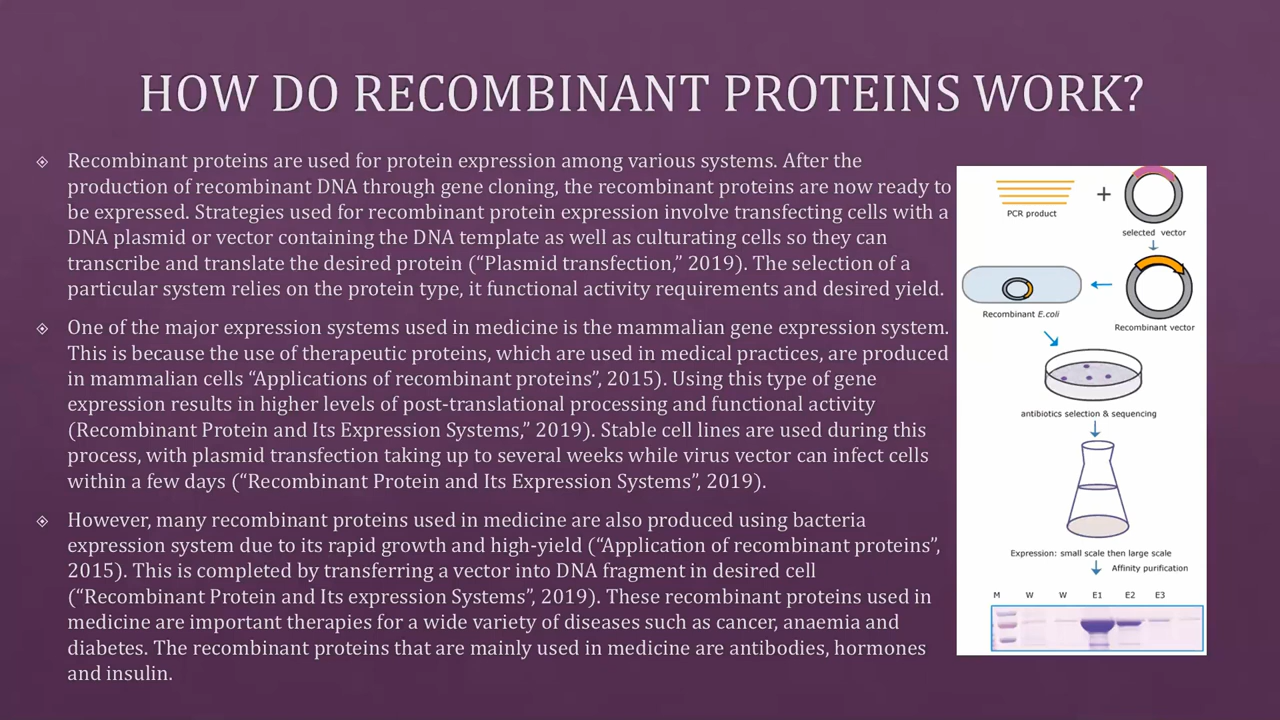 HOW DO RECOMBINANT PROTEINS WORK?
Recombinant proteins are used for protein expression among various systems. After the
production of recombinant DNA through gene cloning, the recombinant proteins are now ready to
be expressed. Strategies used for recombinant protein expression involve transfecting cells with a
DNA plasmid or vector containing the DNA template as well as culturating cells so they can
transcribe and translate the desired protein (“Plasmid transfection,” 2019). The selection of a
particular system relies on the protein type, it functional activity requirements and desired yield.
One of the major expression systems used in medicine is the mammalian gene expression system.
This is because the use of therapeutic proteins, which are used in medical practices, are produced
in mammalian cells “Applications of recombinant proteins”, 2015). Using this type of gene
expression results in higher levels of post-translational processing and functional activity
(Recombinant Protein and Its Expression Systems,” 2019). Stable cell lines are used during this
process, with plasmid transfection taking up to several weeks while virus vector can infect cells
within a few days (“Recombinant Protein and Its Expression Systems”, 2019).
However, many recombinant proteins used in medicine are also produced using bacteria
expression system due to its rapid growth and high-yield (“Application of recombinant proteins”,
2015). This is completed by transferring a vector into DNA fragment in desired cell
(“Recombinant Protein and Its expression Systems”, 2019). These recombinant proteins used in
medicine are important therapies for a wide variety of diseases such as cancer, anaemia and
diabetes. The recombinant proteins that are mainly used in medicine are antibodies, hormones
and insulin.
PCR product
+
selected vector
Recombinant E.coli
Recombinant vector
antibiotics selection & sequencing
Expression: small scale then large scale
Affinity purification
M W W E1 E2 E3